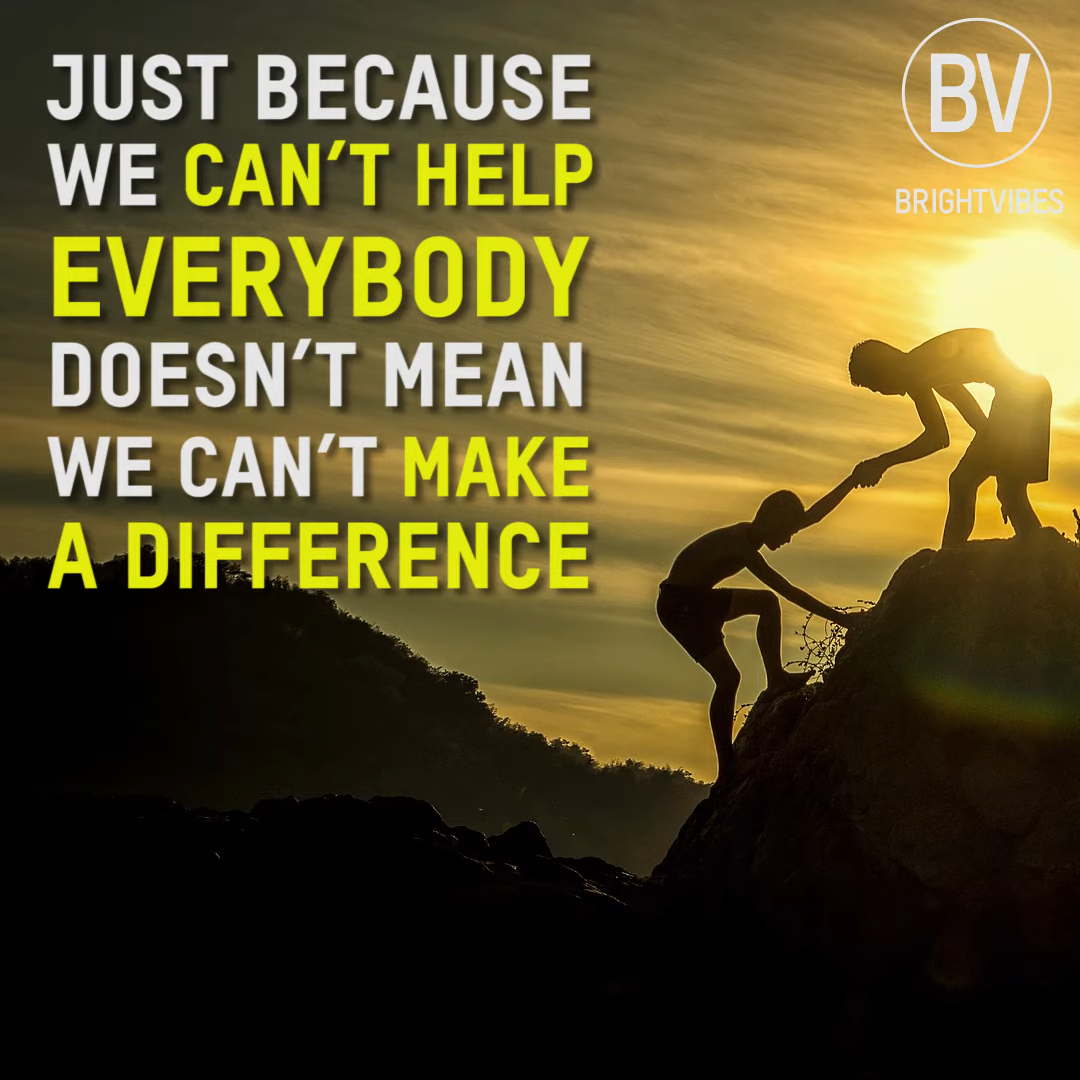 JUST BECAUSE
WE CAN'T HELP
EVERYBODY
DOESN'T MEAN
WE CAN'T MAKE
A DIFFERENCE
BV
BRIGHTVIBES